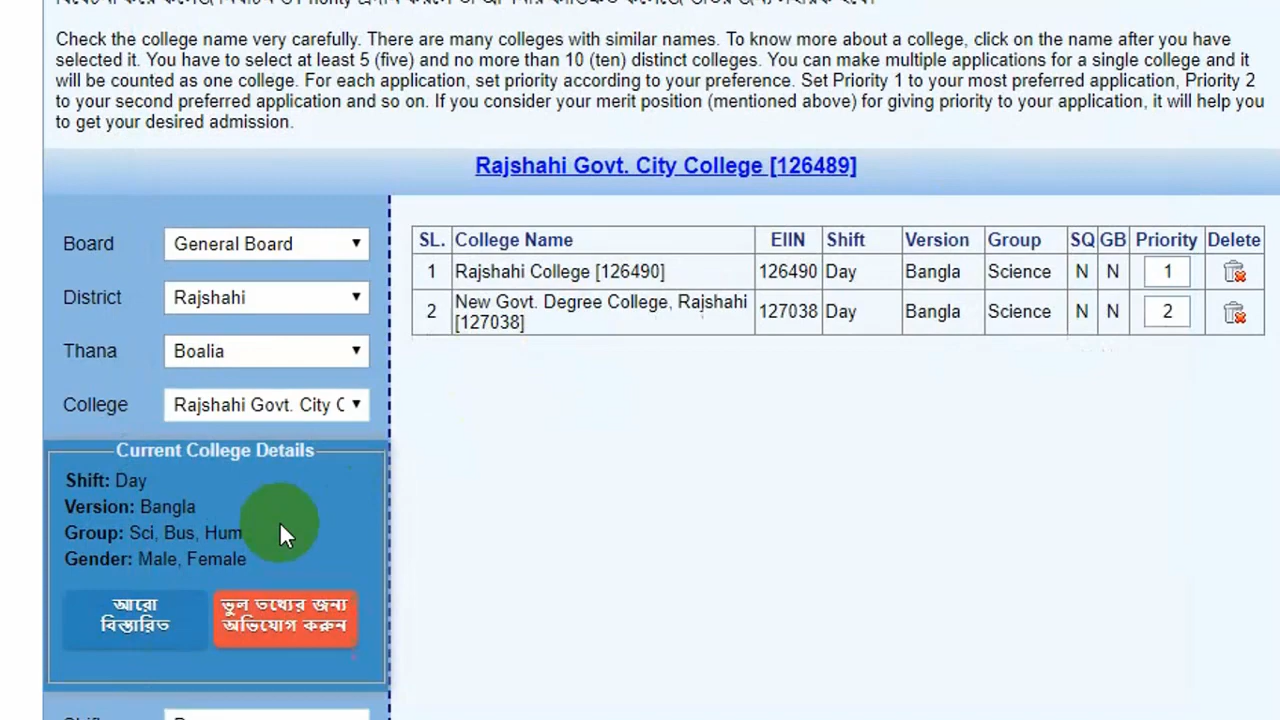 Check the college name very carefully. There are many colleges with similar names. To know more about a college, click on the name after you have
selected it. You have to select at least 5 (five) and no more than 10 (ten) distinct colleges. You can make multiple applications for a single college and it
will be counted as one college. For each application, set priority according to your preference. Set Priority 1 to your most preferred application, Priority 2
to your second preferred application and so on. If you consider your merit position (mentioned above) for giving priority to your application, it will help you
to get your desired admission.
Rajshahi Govt. City College [126489]
Board General Board
District Rajshahi
Thana Boalia
College Rajshahi Govt. City C
Current College Details
Shift: Day
Version: Bangla
Group: Sci, Bus, Hum
Gender: Male, Female
আরো
বিস্তারিত
ভুল তথ্যের জন্য
অভিযোগ করুন
SL. College Name EIIN Shift Version Group SQ GB Priority Delete
1 Rajshahi College [126490] 126490 Day Bangla Science N N 1
2 New Govt. Degree College, Rajshahi
[127038] 127038 Day Bangla Science N N 2